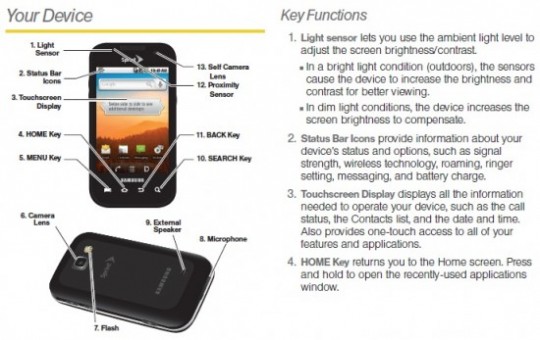 Your Device
1. Light
Sensor
2. Status Bar
Icons
3. Touchscreen
Display
4. HOME Key
5. MENU Key
13. Self Camera
Lens
12. Proximity
Sensor
11. BACK Key
10. SEARCH Key
Sprint
SAMSUNG
6. Camera
Lens
9. External
Speaker
8. Microphone
7. Flash
Sprint
SAMSUNG
Key Functions
1. Light sensor lets you use the ambient light level to
adjust the screen brightness/contrast.
▪ In a bright light condition (outdoors), the sensors
cause the device to increase the brightness and
contrast for better viewing.
▪ In dim light conditions, the device increases the
screen brightness to compensate.
2. Status Bar Icons provide information about your
device's status and options, such as signal
strength, wireless technology, roaming, ringer
setting, messaging, and battery charge.
3. Touchscreen Display displays all the information
needed to operate your device, such as the call
status, the Contacts list, and the date and time.
Also provides one-touch access to all of your
features and applications.
4. HOME Key returns you to the Home screen. Press
and hold to open the recently-used applications
window.